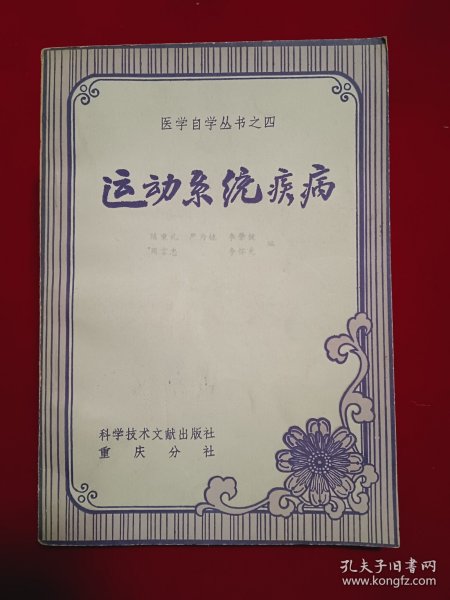 医学自学丛书之四
运动系统疾病
编
科学技术文献出版社
重庆分社
孔夫子旧书网
www.kongfz.com